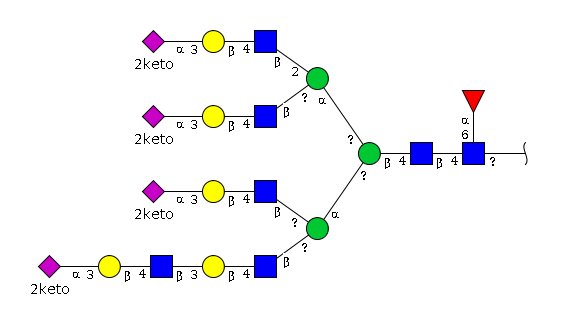 α 3 β 4 β 2
2keto
α 3 β 4 β ? α
2keto
α 6
? β 4 β 4 ?
?
α 3 β 4 β ? α
2keto
α 3 β 4 β 3 β 4 β ?
2keto